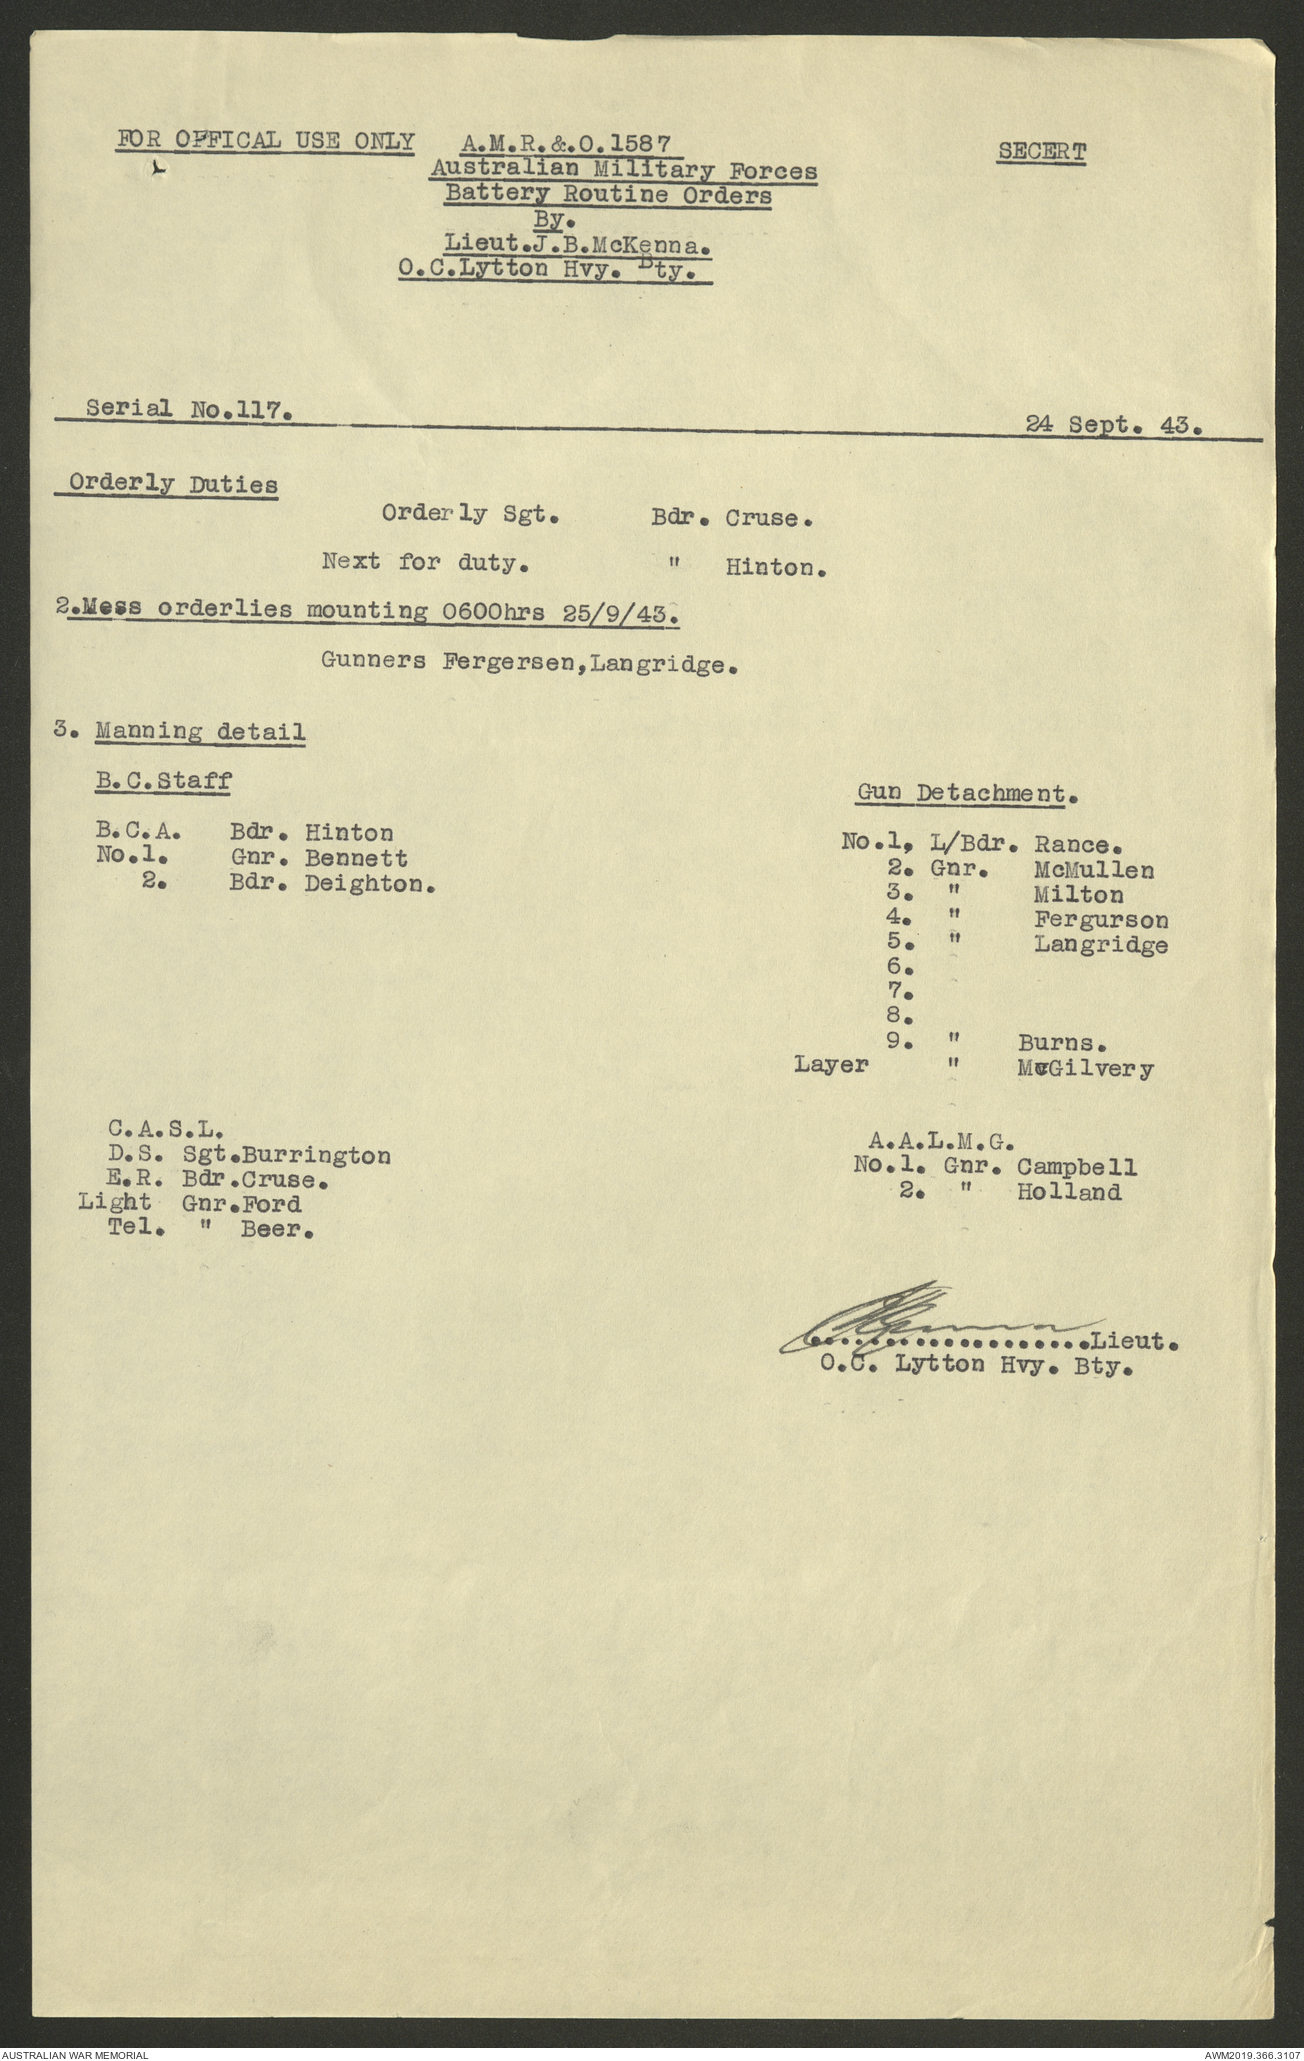 FOR OFFICAL USE ONLY A.M.R.&.O.1587 SECERT
Australian Military Forces
Battery Routine Orders
By.
Lieut.J.B.McKenna.
O.C.Lytton Hvy. Bty.
Serial No.117. 24 Sept. 43.
Orderly Duties
Orderly Sgt. Bdr. Cruse.
Next for duty. " Hinton.
2.Mess orderlies mounting 0600hrs 25/9/43.
Gunners Fergersen,Langridge.
3. Manning detail
B.C.Staff
B.C.A. Bdr. Hinton
No.1. Gnr. Bennett
2. Bdr. Deighton.
Gun Detachment.
No.1, L/Bdr. Rance.
2. Gnr. McMullen
3. " Milton
4. " Fergurson
5. " Langridge
6.
7.
8.
9. " Burns.
Layer " McGilvery
C.A.S.L.
D.S. Sgt.Burrington
E.R. Bdr.Cruse.
Light Gnr.Ford
Tel. " Beer.
A.A.L.M.G.
No.1. Gnr. Campbell
2. " Holland
...................Lieut.
O.C. Lytton Hvy. Bty.
AUSTRALIAN WAR MEMORIAL AWM2019.366.3107